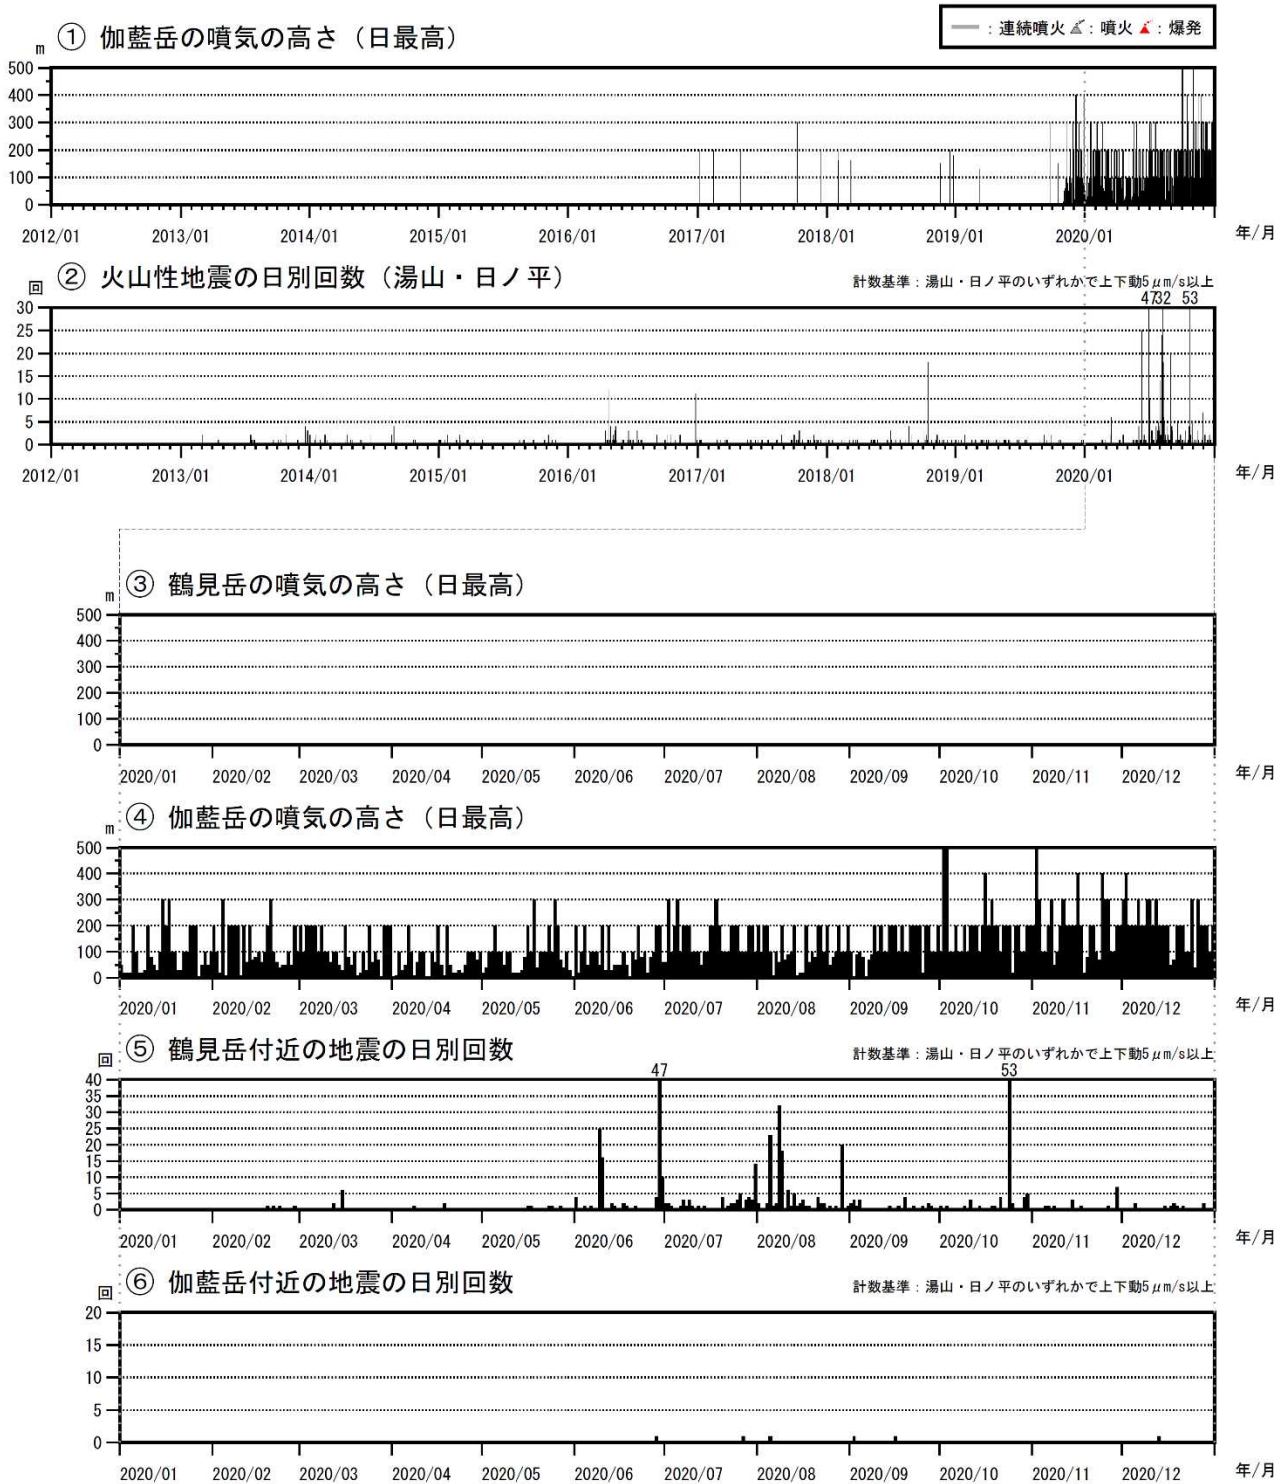 ① 伽藍岳の噴気の高さ（日最高）
：連続噴火 ：噴火 ：爆発
m
500
400
300
200
100
0
2012/01 2013/01 2014/01 2015/01 2016/01 2017/01 2018/01 2019/01 2020/01 年/月
② 火山性地震の日別回数（湯山・日ノ平）
計数基準：湯山・日ノ平のいずれかで上下動5μm/s以上
回
47 32 53
30
25
20
15
10
5
0
2012/01 2013/01 2014/01 2015/01 2016/01 2017/01 2018/01 2019/01 2020/01 年/月
③ 鶴見岳の噴気の高さ（日最高）
m
500
400
300
200
100
0
2020/01 2020/02 2020/03 2020/04 2020/05 2020/06 2020/07 2020/08 2020/09 2020/10 2020/11 2020/12 年/月
④ 伽藍岳の噴気の高さ（日最高）
m
500
400
300
200
100
0
2020/01 2020/02 2020/03 2020/04 2020/05 2020/06 2020/07 2020/08 2020/09 2020/10 2020/11 2020/12 年/月
⑤ 鶴見岳付近の地震の日別回数
計数基準：湯山・日ノ平のいずれかで上下動5μm/s以上
回
47 53
40
35
30
25
20
15
10
5
0
2020/01 2020/02 2020/03 2020/04 2020/05 2020/06 2020/07 2020/08 2020/09 2020/10 2020/11 2020/12 年/月
⑥ 伽藍岳付近の地震の日別回数
計数基準：湯山・日ノ平のいずれかで上下動5μm/s以上
回
20
15
10
5
0
2020/01 2020/02 2020/03 2020/04 2020/05 2020/06 2020/07 2020/08 2020/09 2020/10 2020/11 2020/12 年/月